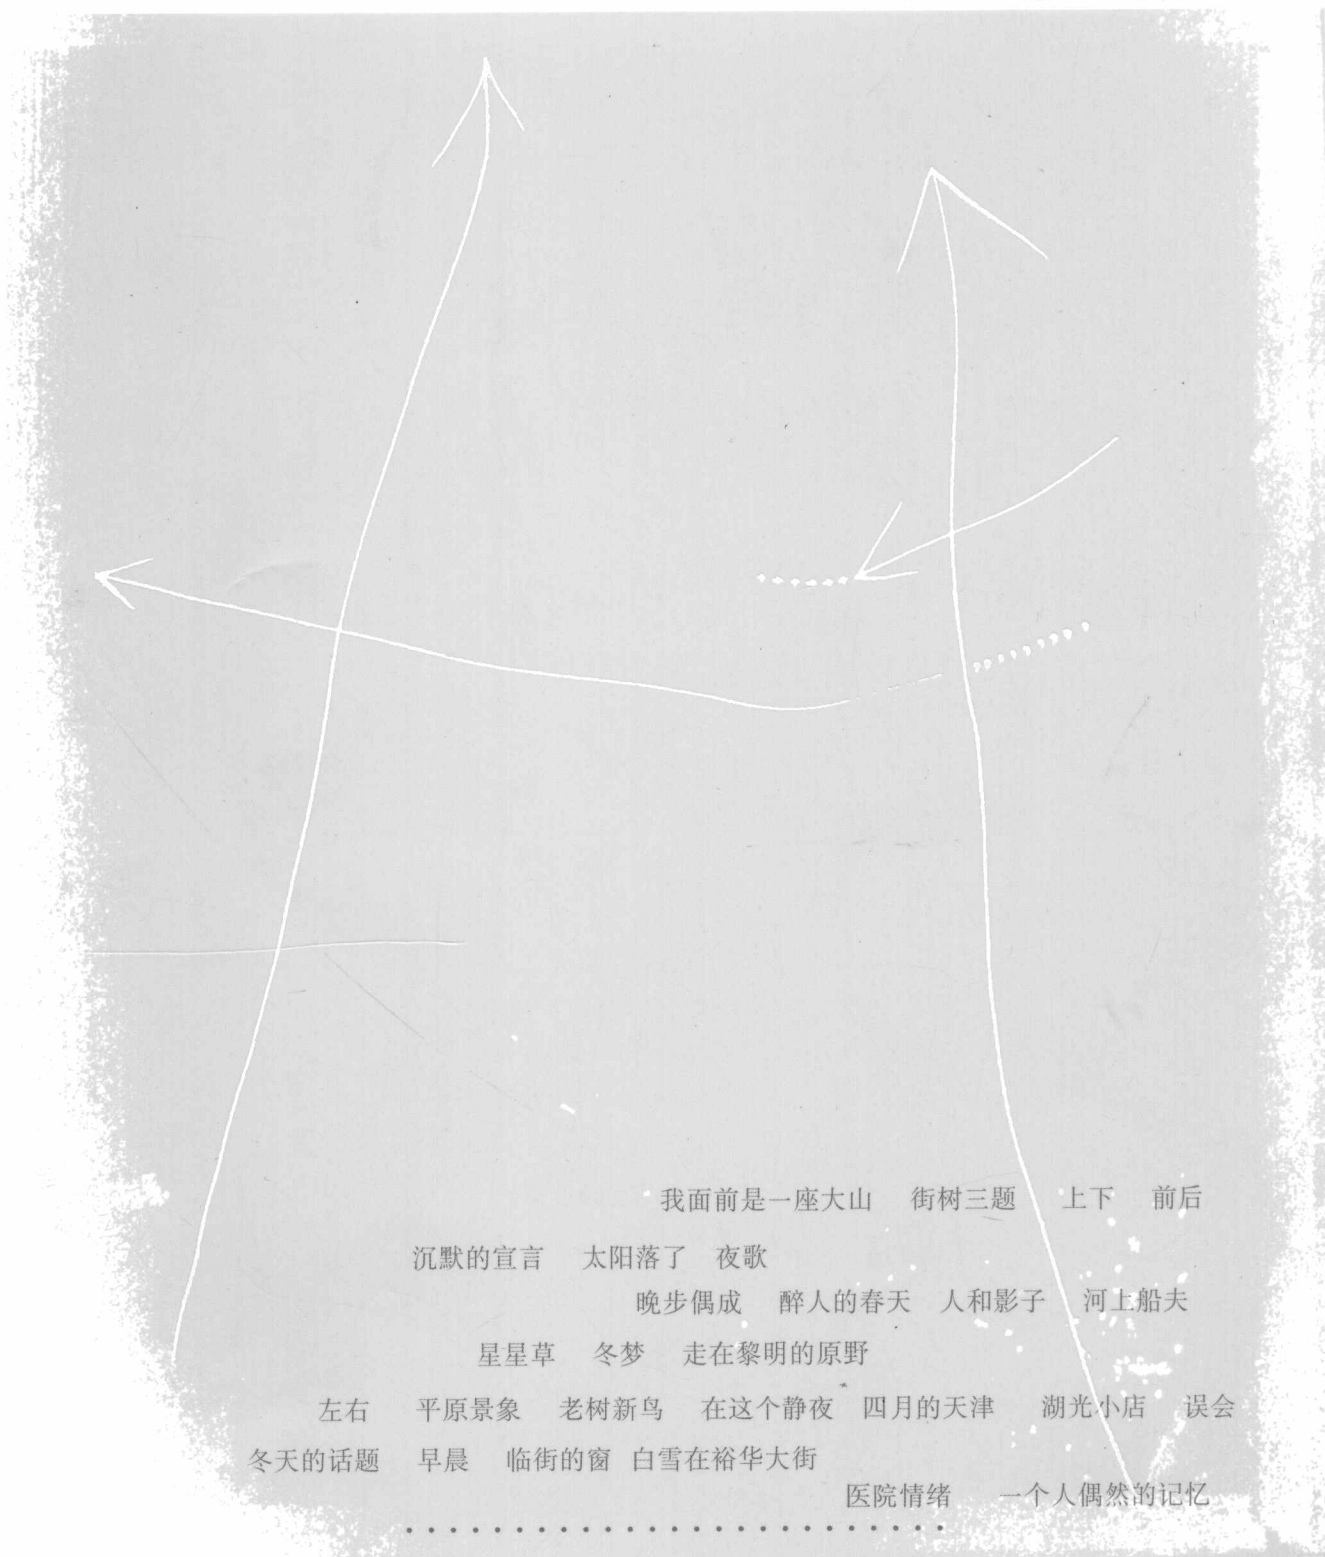 我面前是一座大山 街树三题 上下 前后
沉默的宣言 太阳落了 夜歌
晚步偶成 醉人的春天 人和影子 河上船夫
星星草 冬梦 走在黎明的原野
左右 平原景象 老树新鸟 在这个静夜 四月的天津 湖光小店 误会
冬天的话题 早晨 临街的窗 白雪在裕华大街
医院情绪 一个人偶然的记忆